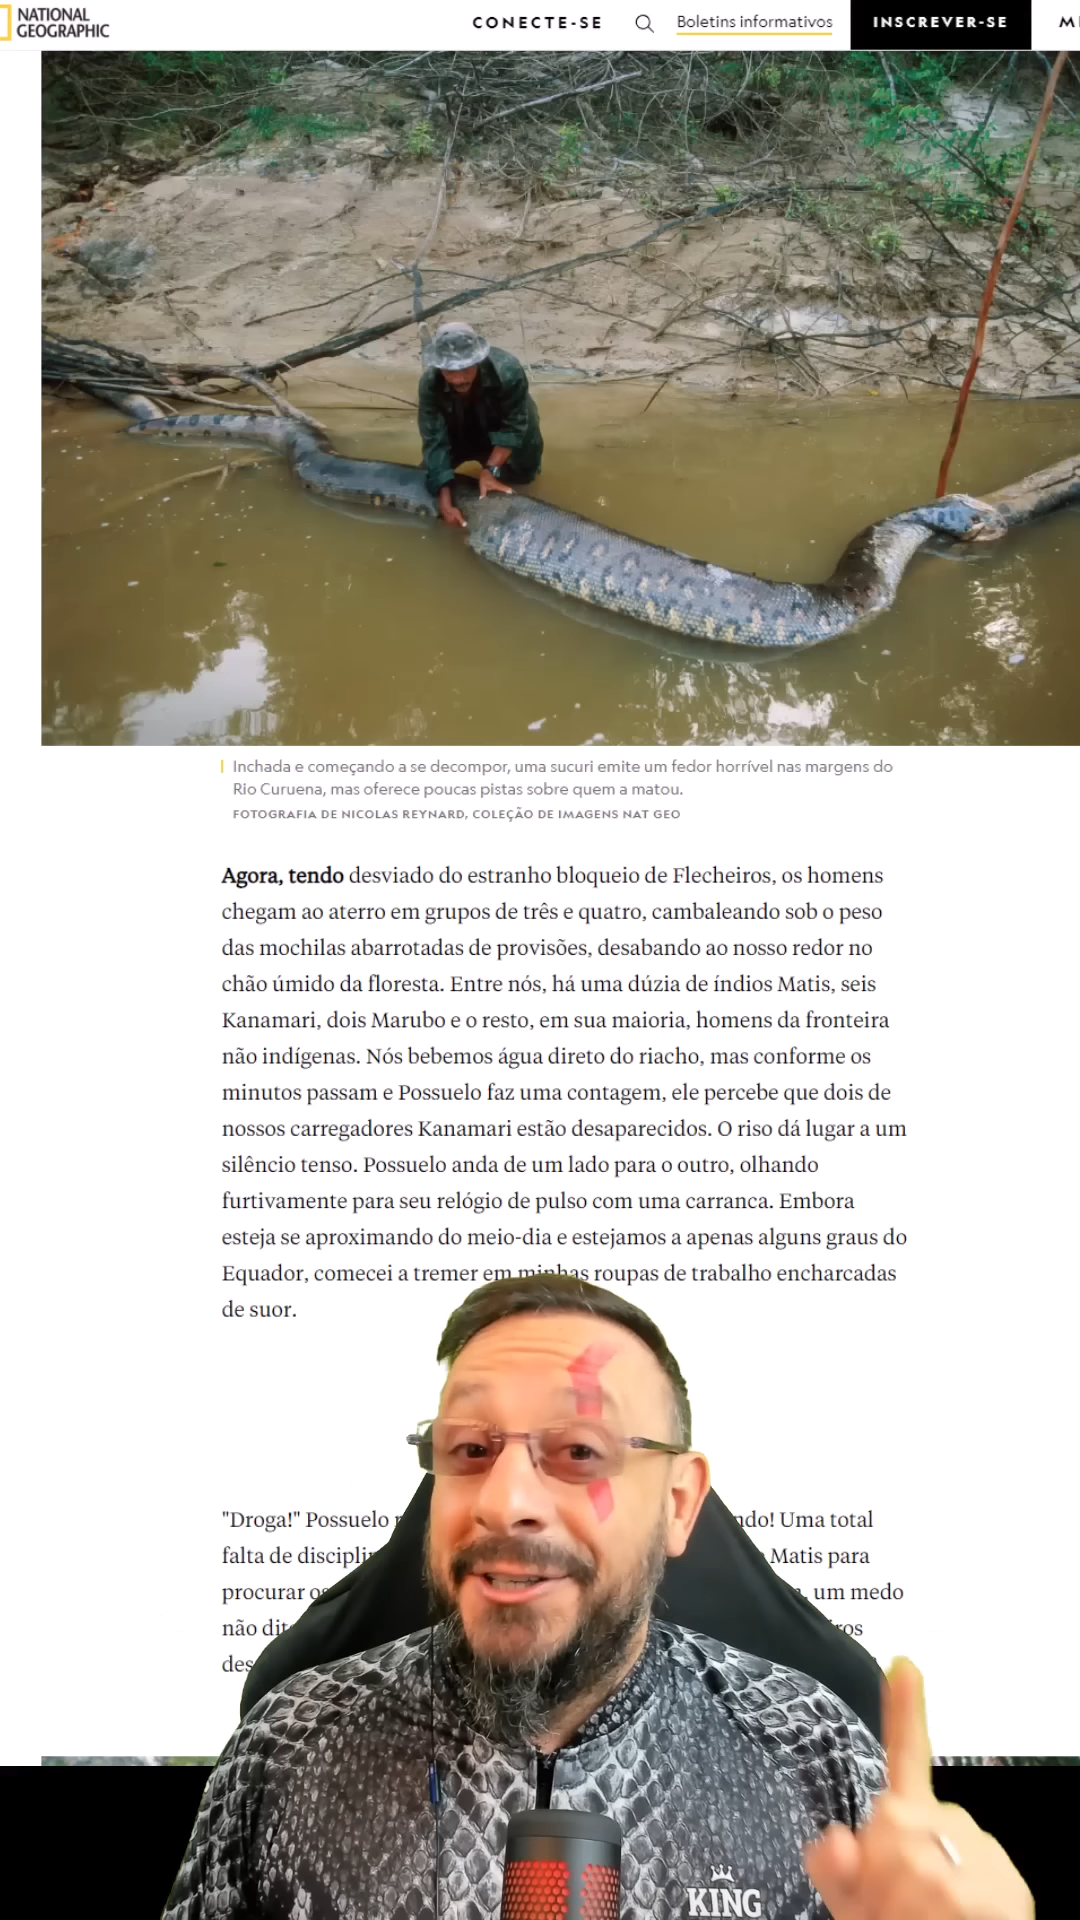 NATIONAL
GEOGRAPHIC
CONECTE-SE
Boletins informativos
INSCREVER-SE
Inchada e começando a se decompor, uma sucuri emite um fedor horrível nas margens do
Rio Curuena, mas oferece poucas pistas sobre quem a matou.
FOTOGRAFIA DE NICOLAS REYNARD, COLEÇÃO DE IMAGENS NAT GEO
Agora, tendo desviado do estranho bloqueio de Flecheiros, os homens
chegam ao aterro em grupos de três e quatro, cambaleando sob o peso
das mochilas abarrotadas de provisões, desabando ao nosso redor no
chão úmido da floresta. Entre nós, há uma dúzia de índios Matis, seis
Kanamari, dois Marubo e o resto, em sua maioria, homens da fronteira
não indígenas. Nós bebemos água direto do riacho, mas conforme os
minutos passam e Possuelo faz uma contagem, ele percebe que dois de
nossos carregadores Kanamari estão desaparecidos. O riso dá lugar a um
silêncio tenso. Possuelo anda de um lado para o outro, olhando
furtivamente para seu relógio de pulso com uma carranca. Embora
esteja se aproximando do meio-dia e estejamos a apenas alguns graus do
Equador, comecei a tremer em minhas roupas de trabalho encharcadas
de suor.
"Droga!" Possuelo
Uma total
falta de
Matis para
procurar
um medo
não
KING